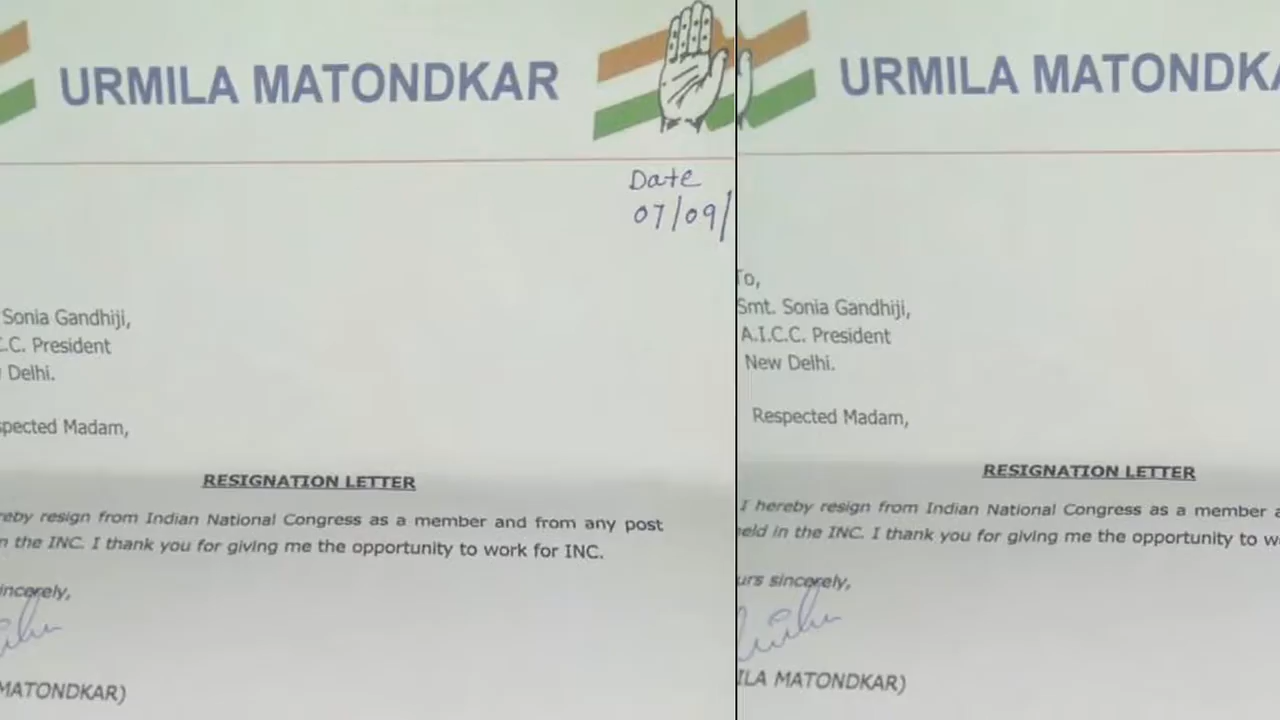 URMILA MATONDKAR
Date
07/09/
Sonia Gandhiji,
.C. President
Delhi.
spected Madam,
RESIGNATION LETTER
reby resign from Indian National Congress as a member and from any post
n the INC. I thank you for giving me the opportunity to work for INC.
incerely,
MATONDKAR)
URMILA MATONDKA
To,
Smt. Sonia Gandhiji,
A.I.C.C. President
New Delhi.
Respected Madam,
RESIGNATION LETTER
I hereby resign from Indian National Congress as a member a
eld in the INC. I thank you for giving me the opportunity to w
urs sincerely,
ILA MATONDKAR)